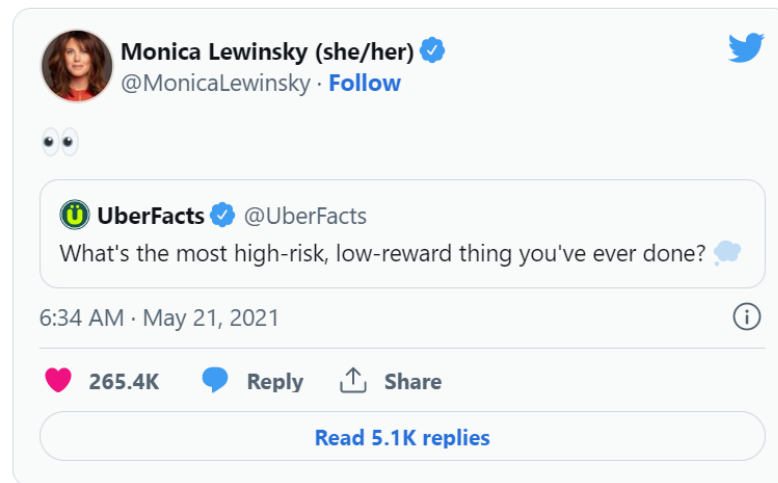 Monica Lewinsky (she/her)
@MonicaLewinsky · Follow
👀
UberFacts @UberFacts
What's the most high-risk, low-reward thing you've ever done? 💭
6:34 AM · May 21, 2021
265.4K Reply Share
Read 5.1K replies